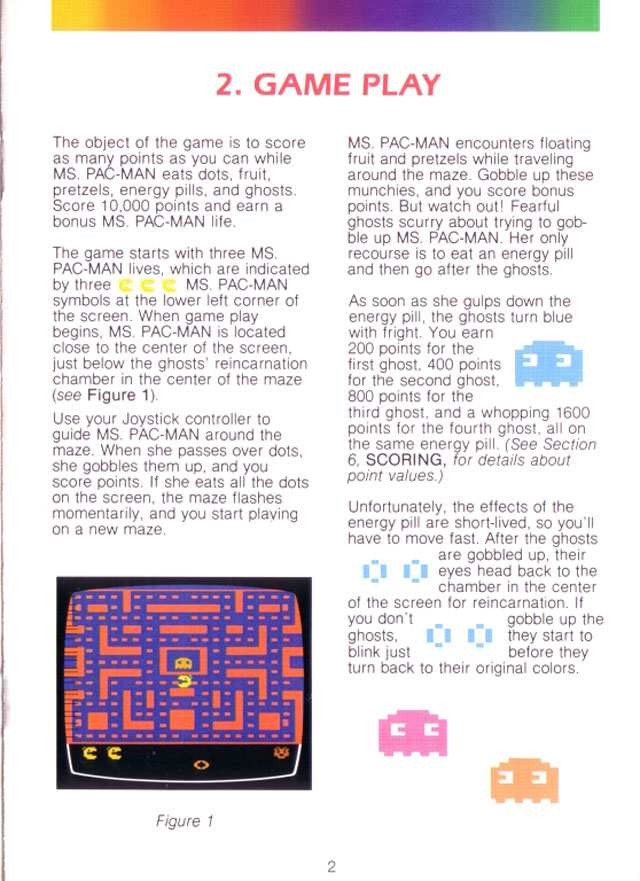 2. GAME PLAY
The object of the game is to score
as many points as you can while
MS. PAC-MAN eats dots, fruit,
pretzels, energy pills, and ghosts.
Score 10,000 points and earn a
bonus MS. PAC-MAN life.
The game starts with three MS.
PAC-MAN lives, which are indicated
by three MS. PAC-MAN
symbols at the lower left corner of
the screen. When game play
begins, MS. PAC-MAN is located
close to the center of the screen,
just below the ghosts' reincarnation
chamber in the center of the maze
(see Figure 1).
Use your Joystick controller to
guide MS. PAC-MAN around the
maze. When she passes over dots,
she gobbles them up, and you
score points. If she eats all the dots
on the screen, the maze flashes
momentarily, and you start playing
on a new maze.
Figure 1
MS. PAC-MAN encounters floating
fruit and pretzels while traveling
around the maze. Gobble up these
munchies, and you score bonus
points. But watch out! Fearful
ghosts scurry about trying to gob-
ble up MS. PAC-MAN. Her only
recourse is to eat an energy pill
and then go after the ghosts.
As soon as she gulps down the
energy pill, the ghosts turn blue
with fright. You earn
200 points for the
first ghost, 400 points
for the second ghost,
800 points for the
third ghost, and a whopping 1600
points for the fourth ghost, all on
the same energy pill. (See Section
6, SCORING, for details about
point values.)
Unfortunately, the effects of the
energy pill are short-lived, so you'll
have to move fast. After the ghosts
are gobbled up, their
eyes head back to the
chamber in the center
of the screen for reincarnation. If
you don't gobble up the
ghosts, they start to
blink just before they
turn back to their original colors.
2